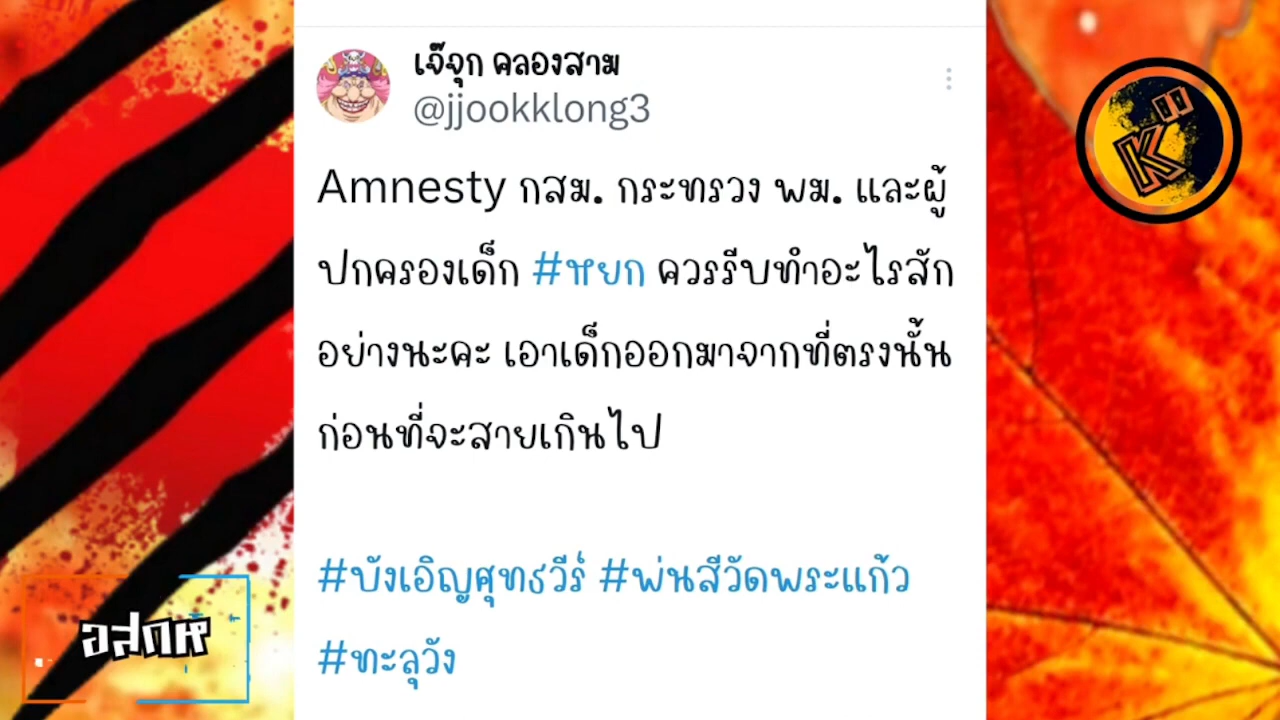 เจ๊จุก คลองสาม
@jjookklong3
Amnesty กสม. กระทรวง พม. และผู้
ปกครองเด็ก #หยก ควรรีบทำอะไรสัก
อย่างนะคะ เอาเด็กออกมาจากที่ตรงนั้น
ก่อนที่จะสายเกินไป
#บังเอิญศุทธวีร์ #พ่นสีวัดพระแก้ว
#ทะลุวัง
K"
อสกห